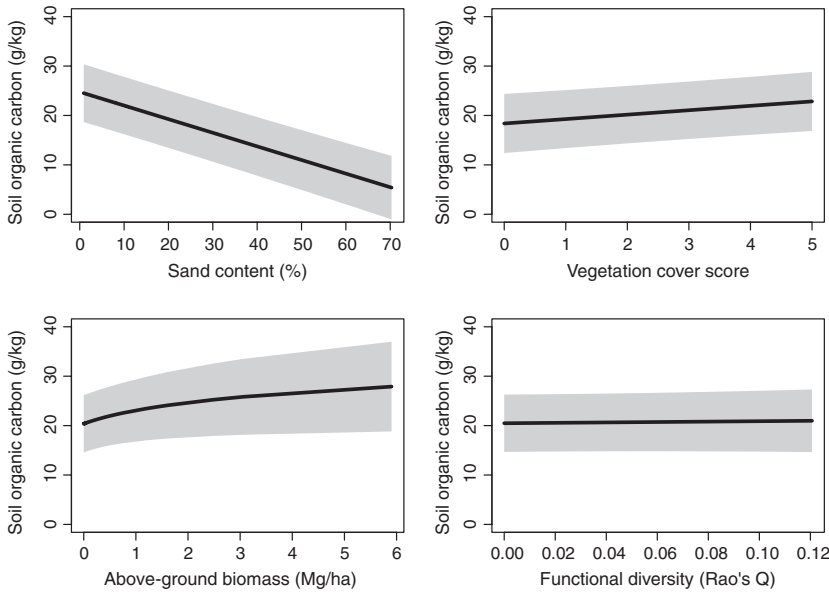 Soil organic carbon (g/kg)
40
30
20
10
0
0 10 20 30 40 50 60 70
Sand content (%)
Soil organic carbon (g/kg)
40
30
20
10
0
0 1 2 3 4 5
Vegetation cover score
Soil organic carbon (g/kg)
40
30
20
10
0
0 1 2 3 4 5 6
Above-ground biomass (Mg/ha)
Soil organic carbon (g/kg)
40
30
20
10
0
0.00 0.02 0.04 0.06 0.08 0.10 0.12
Functional diversity (Rao's Q)